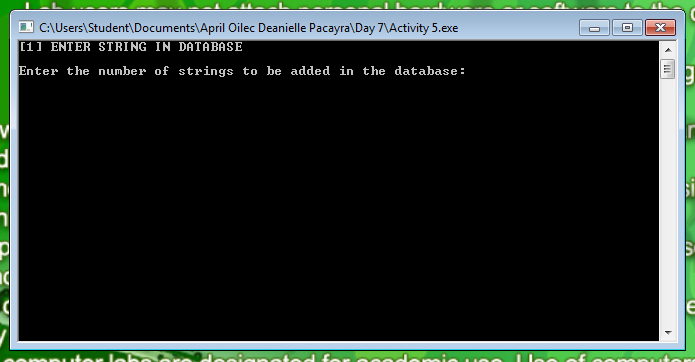 Lab users may not attach personal hardware or software to the
C:\Users\Student\Documents\April Oilec Deanielle Pacayra\Day 7\Activity 5.exe
[1] ENTER STRING IN DATABASE
Enter the number of strings to be added in the database:
computer labs are designated for academic use. Use of computer